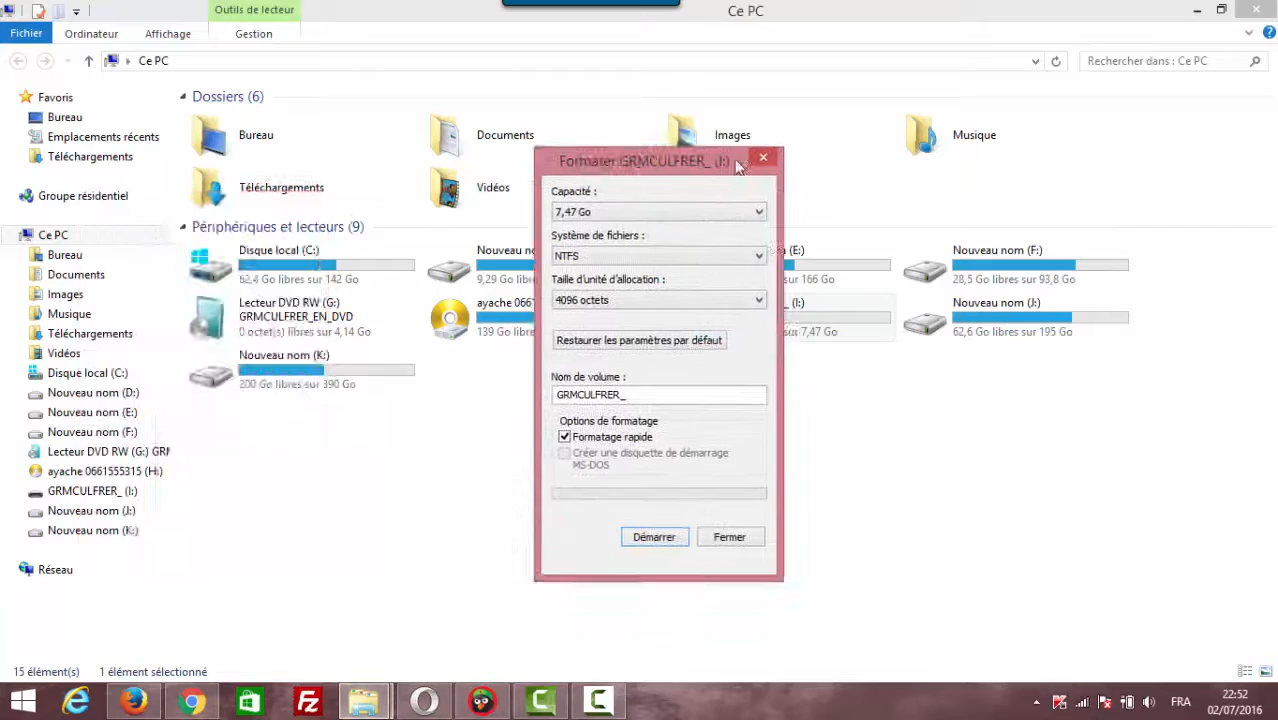 Outils de lecteur
Ce PC
Fichier
Ordinateur
Affichage
Gestion
Ce PC
Rechercher dans : Ce PC
Favoris
Bureau
Emplacements récents
Téléchargements
Groupe résidentiel
Ce PC
Bureau
Documents
Images
Musique
Téléchargements
Vidéos
Disque local (C:)
Nouveau nom (D:)
Nouveau nom (E:)
Nouveau nom (F:)
Lecteur DVD RW (G:) GRI
ayache 0661555315 (H:)
GRMCULFRER_ (I:)
Nouveau nom (J:)
Nouveau nom (K:)
Réseau
Dossiers (6)
Bureau
Documents
Images
Musique
Téléchargements
Vidéos
Périphériques et lecteurs (9)
Disque local (C:)
62,4 Go libres sur 142 Go
Nouveau nom
9,29 Go libres
(E:)
sur 166 Go
Nouveau nom (F:)
28,5 Go libres sur 93,8 Go
Lecteur DVD RW (G:)
GRMCULFRER_EN_DVD
0 octet(s) libres sur 4,14 Go
ayache 066
139 Go libres
_ (I:)
sur 7,47 Go
Nouveau nom (J:)
62,6 Go libres sur 195 Go
Nouveau nom (K:)
200 Go libres sur 390 Go
Formater GRMCULFRER_ (I:)
Capacité :
7,47 Go
Système de fichiers :
NTFS
Taille d'unité d'allocation :
4096 octets
Restaurer les paramètres par défaut
Nom de volume :
GRMCULFRER_
Options de formatage
Formatage rapide
Créer une disquette de démarrage
MS-DOS
Démarrer
Fermer
15 élément(s)
1 élément sélectionné
FRA
22:52
02/07/2016